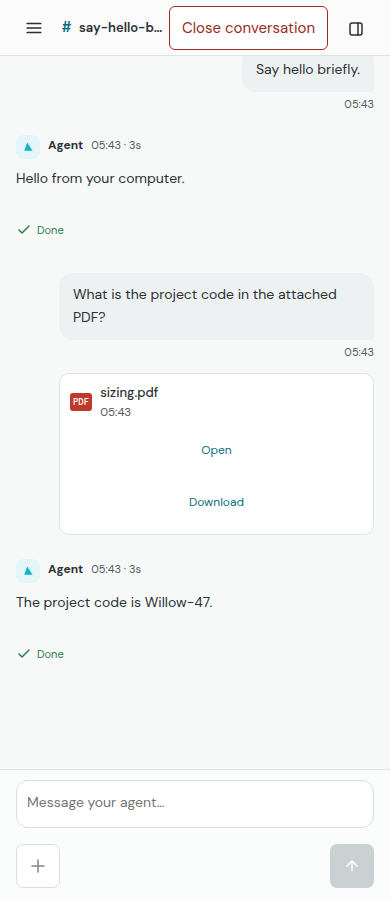 # say-hello-b...
Close conversation
Say hello briefly.
05:43
Agent 05:43 · 3s
Hello from your computer.
Done
What is the project code in the attached
PDF?
05:43
PDF
sizing.pdf
05:43
Open
Download
Agent 05:43 · 3s
The project code is Willow-47.
Done
Message your agent...